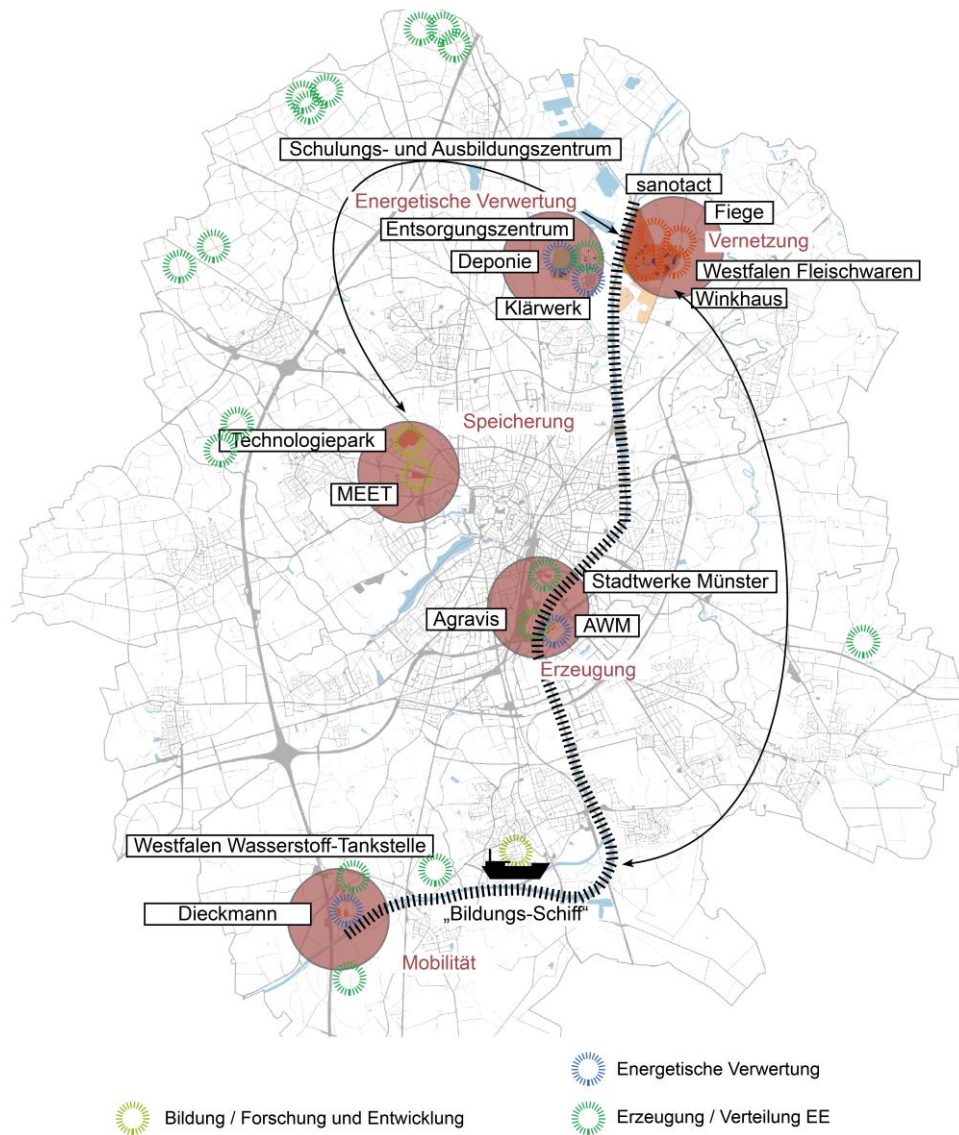 Schulungs- und Ausbildungszentrum
sanotact
Energetische Verwertung
Fiege
Entsorgungszentrum
Vernetzung
Deponie
Westfalen Fleischwaren
Klärwerk
Winkhaus
Speicherung
Technologiepark
MEET
Stadtwerke Münster
Agravis
AWM
Erzeugung
Westfalen Wasserstoff-Tankstelle
Dieckmann
„Bildungs-Schiff“
Mobilität
Energetische Verwertung
Bildung / Forschung und Entwicklung
Erzeugung / Verteilung EE